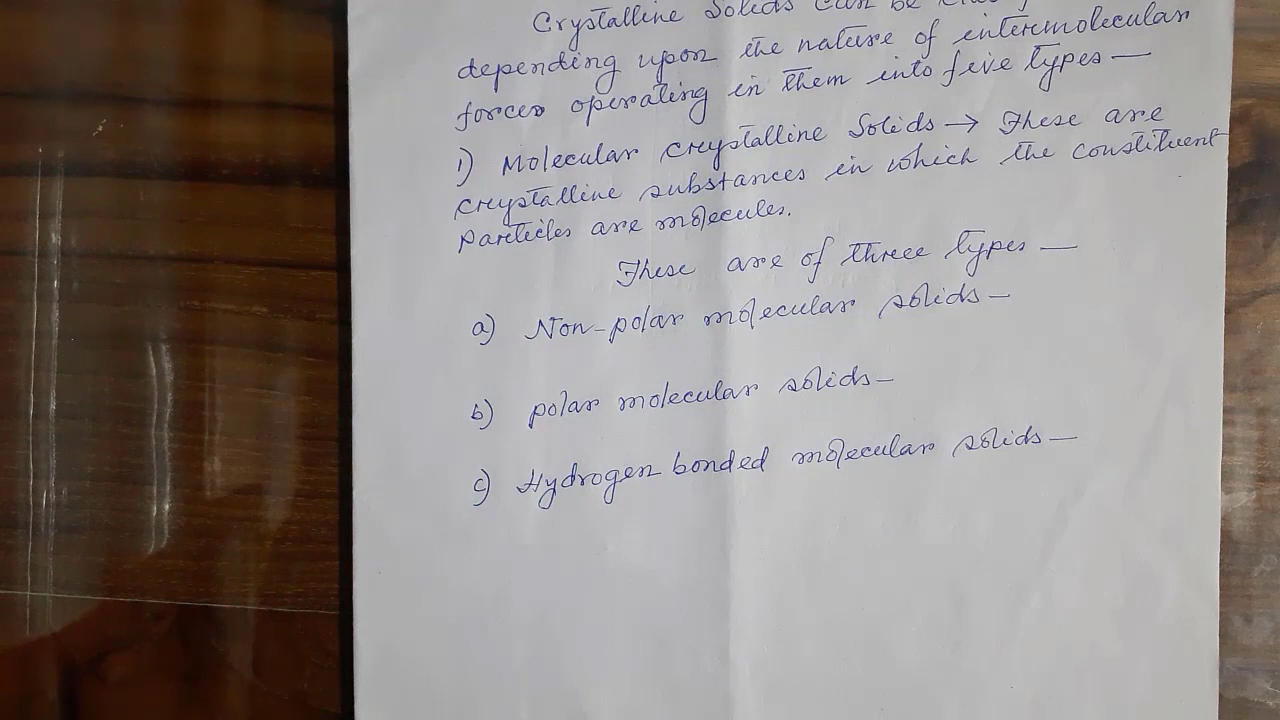 Crystalline Solids can be
depending upon the nature of intermolecular
forces operating in them into five types —
1) Molecular crystalline Solids → These are
crystalline substances in which the constituent
Particles are molecules.
These are of three types —
a) Non-polar molecular solids —
b) polar molecular solids —
c) Hydrogen bonded molecular solids —